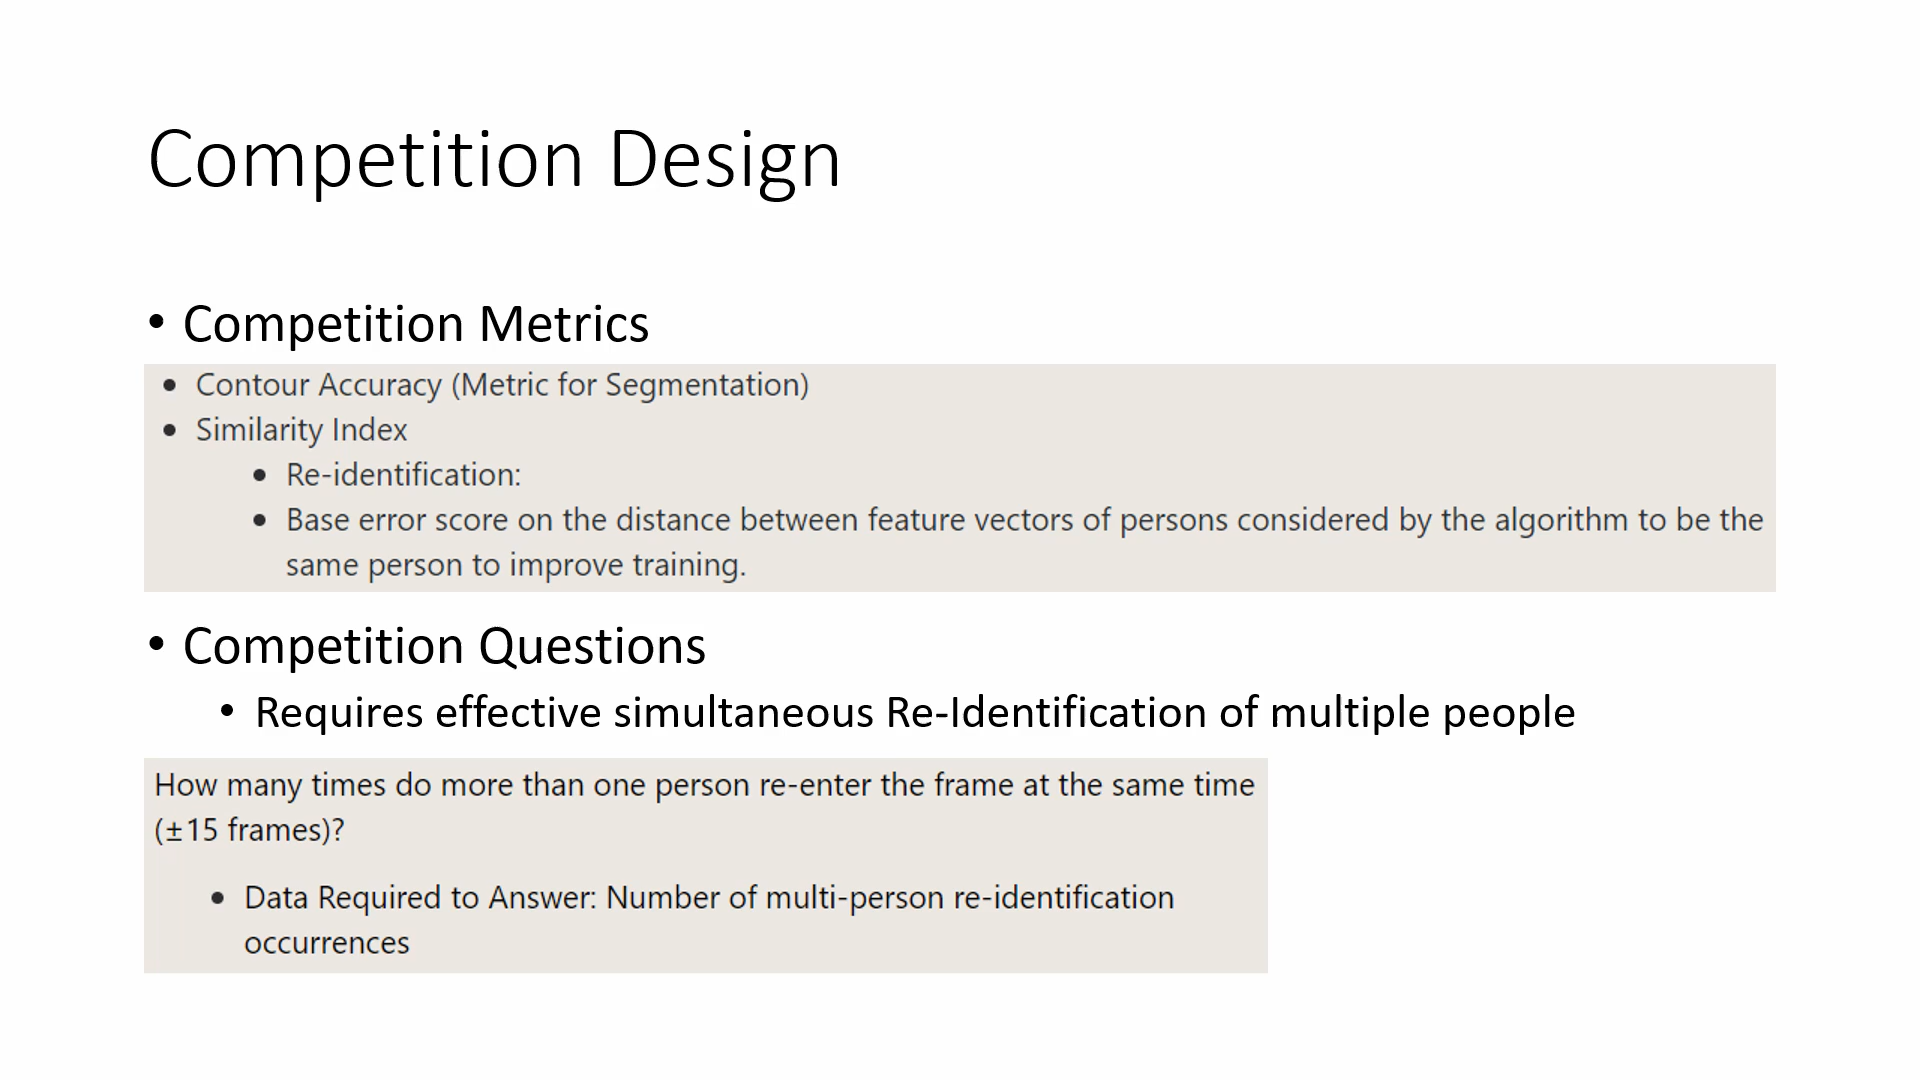 Competition Design
• Competition Metrics
• Contour Accuracy (Metric for Segmentation)
• Similarity Index
• Re-identification:
• Base error score on the distance between feature vectors of persons considered by the algorithm to be the
same person to improve training.
• Competition Questions
• Requires effective simultaneous Re-Identification of multiple people
How many times do more than one person re-enter the frame at the same time
(±15 frames)?
• Data Required to Answer: Number of multi-person re-identification
occurrences